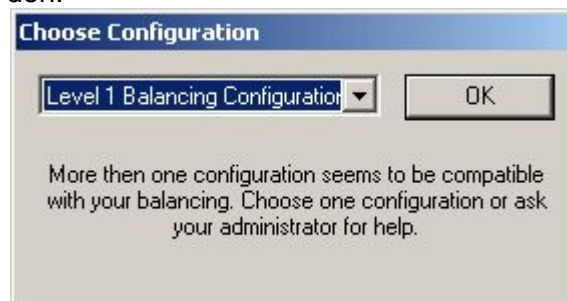 Choose Configuration
Level 1 Balancing Configuration
OK
More then one configuration seems to be compatible
with your balancing. Choose one configuration or ask
your administrator for help.